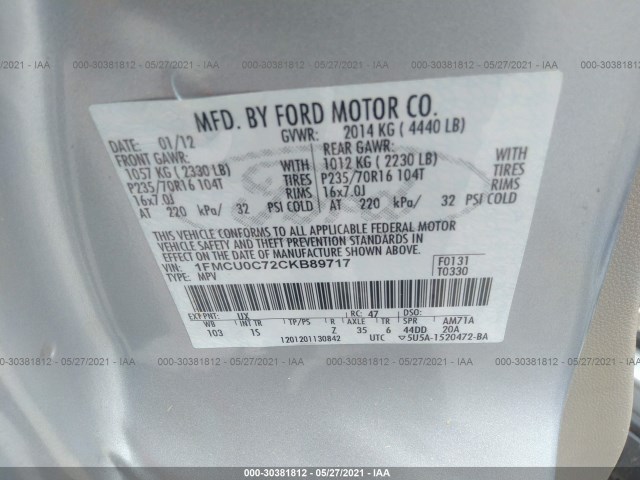 000-30381812 - 05/27/2021 - IAA
MFD. BY FORD MOTOR CO.
DATE: 01/12 GVWR: 2014 KG ( 4440 LB)
FRONT GAWR: REAR GAWR:
1057 KG ( 2330 LB) WITH 1012 KG ( 2230 LB) WITH
P235/70R16 104T TIRES P235/70R16 104T TIRES
16x7.0J RIMS 16x7.0J RIMS
AT 220 kPa/ 32 PSI COLD AT 220 kPa/ 32 PSI COLD
Ford
THIS VEHICLE CONFORMS TO ALL APPLICABLE FEDERAL MOTOR
VEHICLE SAFETY AND THEFT PREVENTION STANDARDS IN
EFFECT ON THE DATE OF MANUFACTURE SHOWN ABOVE.
VIN: 1FMCU0C72CKB89717 F0131
TYPE: MPV T0330
EXT PNT: UX RC: 47 DSO:
WB INT TR TP/PS R AXLE TR SPR AM71A
103 1S Z 35 6 44DD 20A
1201201130842 UTC ▽5U5A-1520472-BA
000-30381812 - 05/27/2021 - IAA